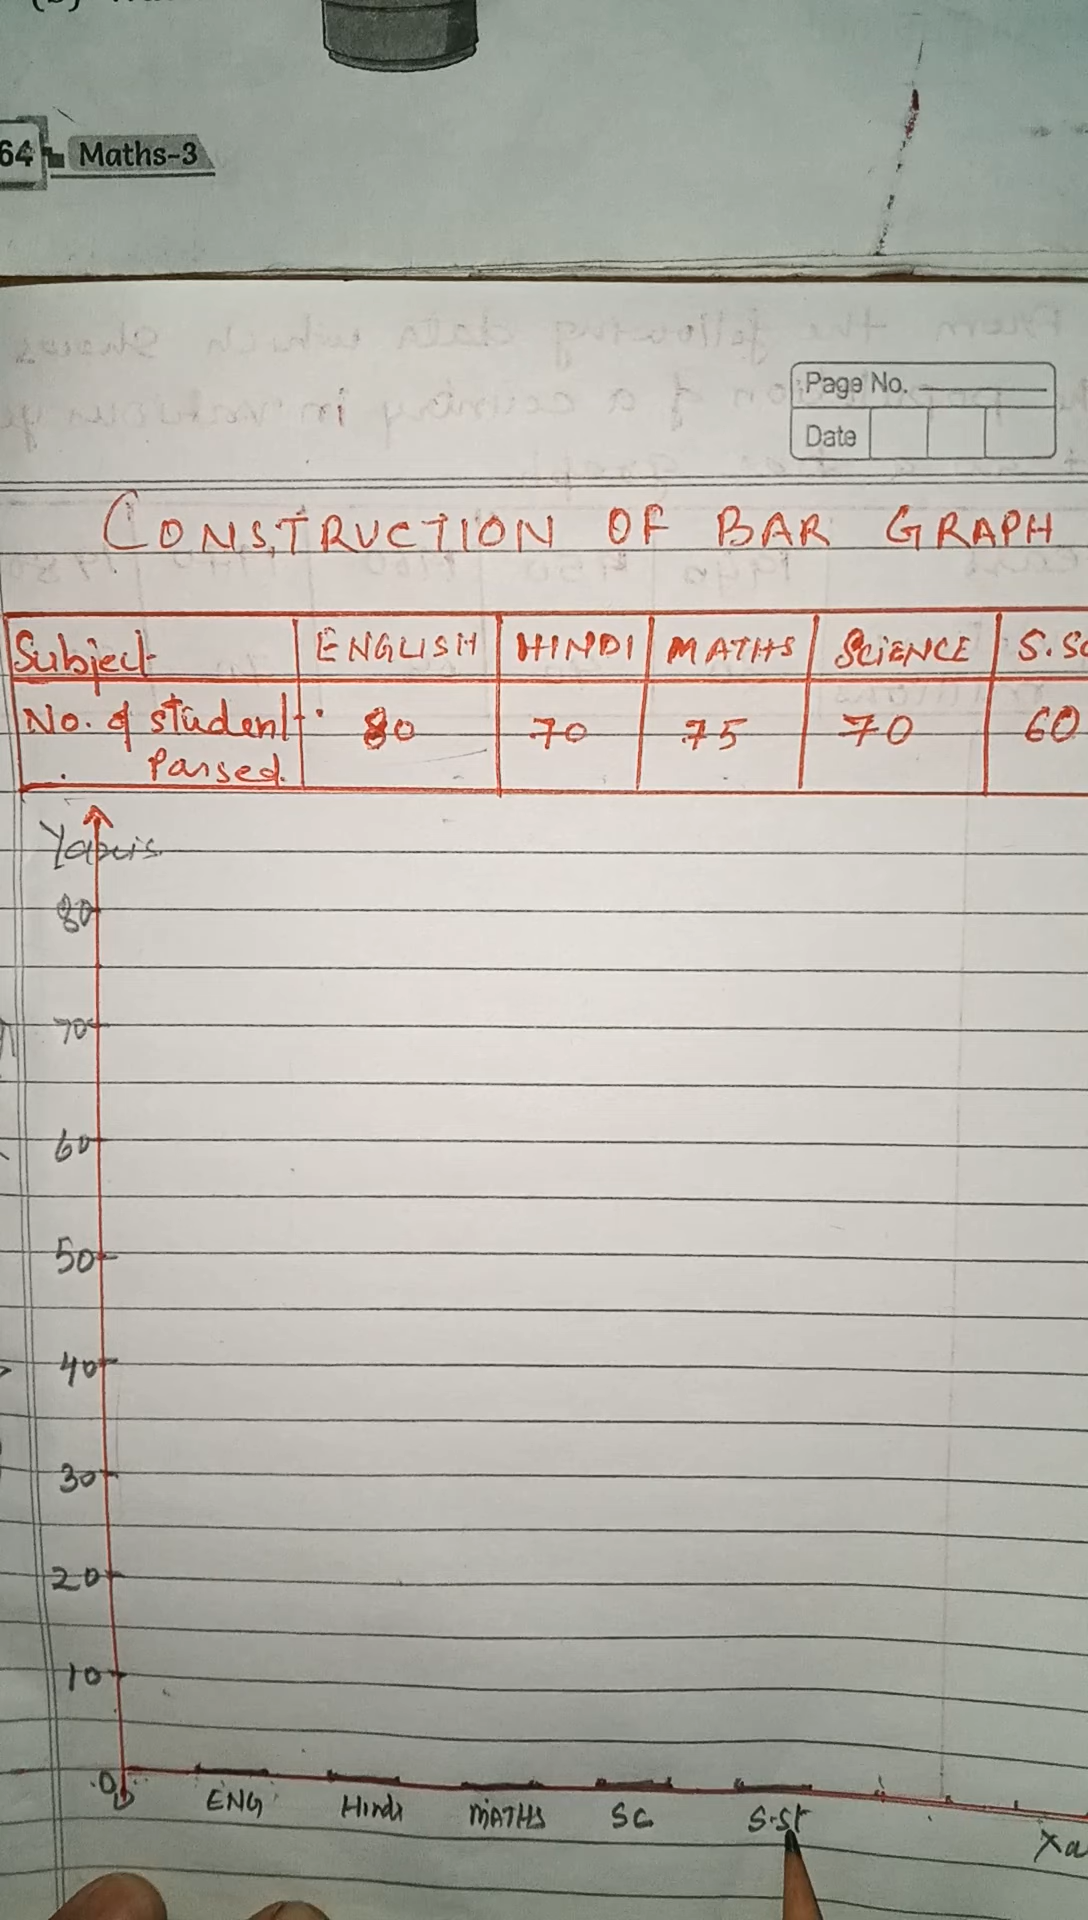 64 Maths-3
Page No.
Date
CONSTRUCTION OF BAR GRAPH
Subject ENGLISH HINDI MATHS SCIENCE S.Sc
No. of student 80 70 75 70 60
Passed.
Yaxis
80
70
60
50
40
30
20
10
0
ENG Hindi MATHS SC S.St
Xa